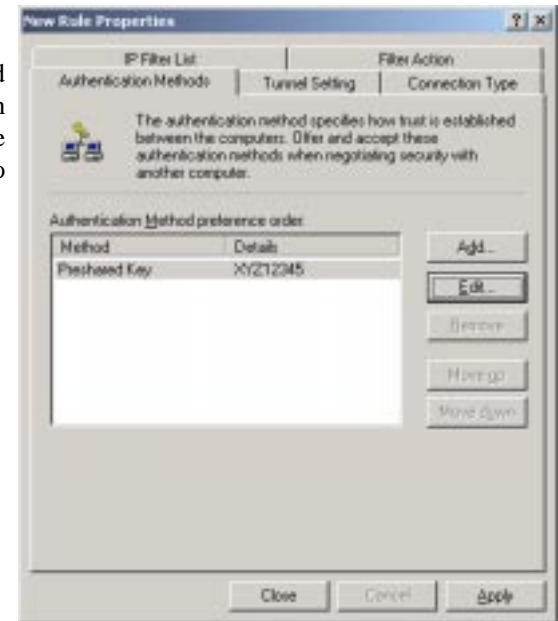 New Rule Properties
? ×
IP Filter List
Filter Action
Authentication Methods
Tunnel Setting
Connection Type
d
n
e
o
The authentication method specifies how trust is established
between the computers. Offer and accept these
authentication methods when negotiating security with
another computer.
Authentication Method preference order:
Method
Details
Preshared Key
XYZ12345
Add...
Edit...
Remove
Move up
Move down
Close
Cancel
Apply